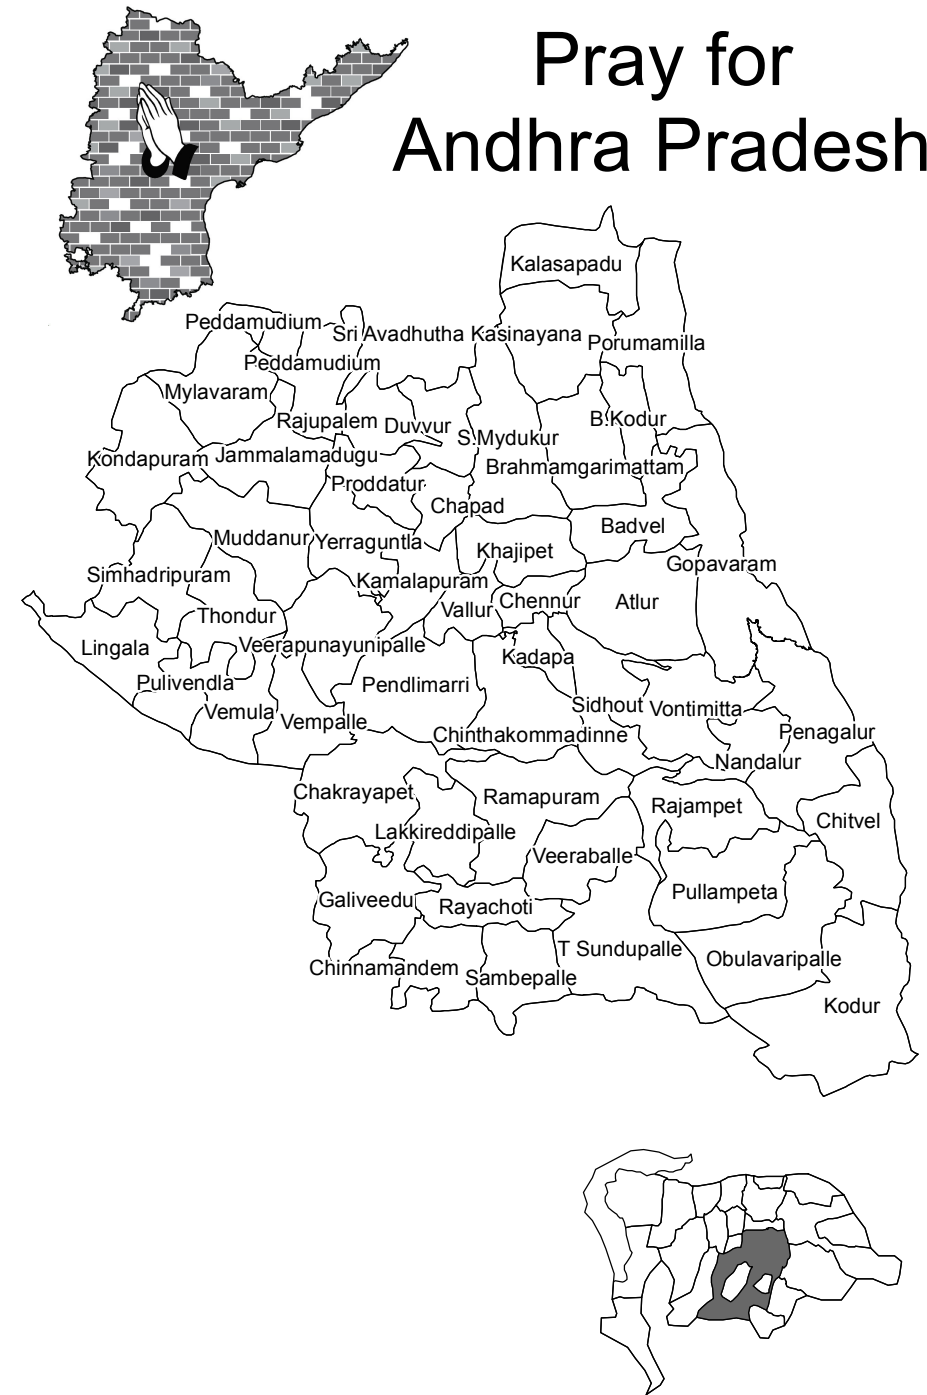 Pray for
Andhra Pradesh
Kalasapadu
Peddamudium
Sri Avadhutha Kasinayana
Porumamilla
Peddamudium
Mylavaram
Rajupalem
Duvvur
B.Kodur
S.Mydukur
Kondapuram
Jammalamadugu
Brahmamgarimattam
Proddatur
Chapad
Badvel
Muddanur
Yerraguntla
Khajipet
Gopavaram
Simhadripuram
Kamalapuram
Vallur
Chennur
Atlur
Thondur
Lingala
Veerapunayunipalle
Kadapa
Pulivendla
Pendlimarri
Vemula
Vempalle
Sidhout
Vontimitta
Chinthakommadinne
Penagalur
Nandalur
Chakrayapet
Ramapuram
Rajampet
Chitvel
Lakkireddipalle
Veeraballe
Galiveedu
Rayachoti
Pullampeta
T Sundupalle
Obulavaripalle
Chinnamandem
Sambepalle
Kodur